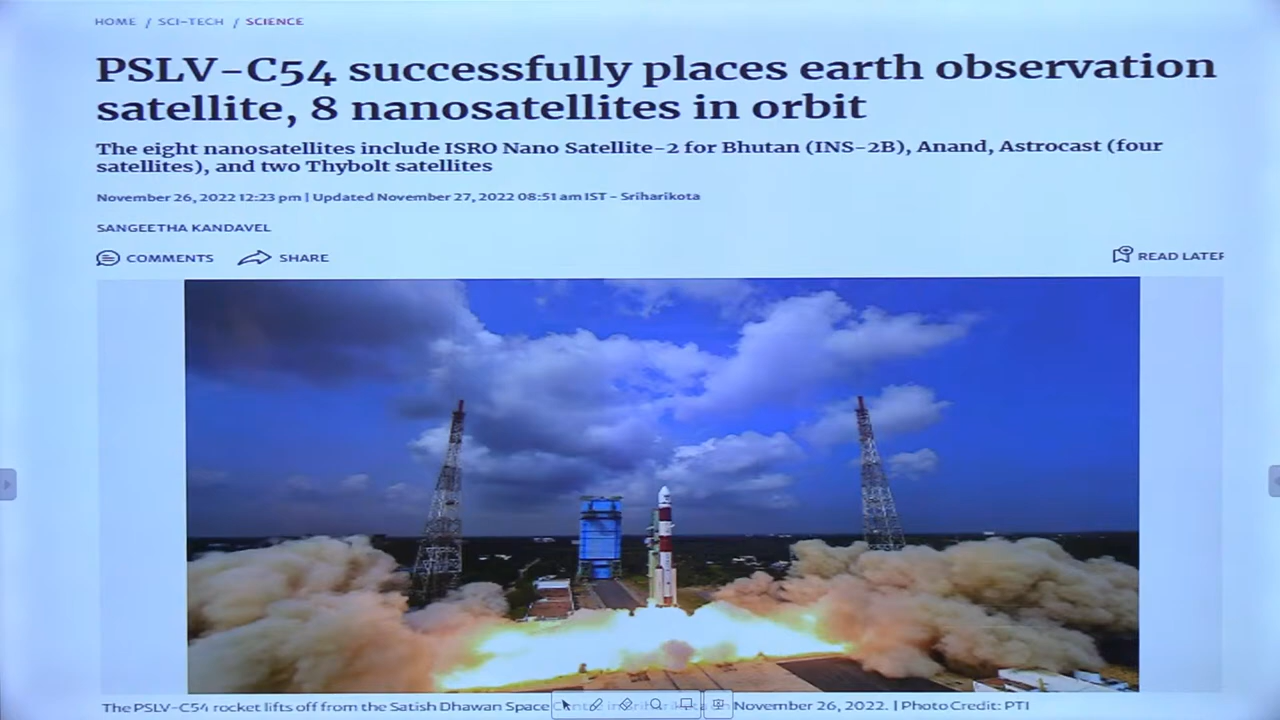 HOME / SCI-TECH / SCIENCE
PSLV-C54 successfully places earth observation
satellite, 8 nanosatellites in orbit
The eight nanosatellites include ISRO Nano Satellite-2 for Bhutan (INS-2B), Anand, Astrocast (four
satellites), and two Thybolt satellites
November 26, 2022 12:23 pm | Updated November 27, 2022 08:51 am IST - Sriharikota
SANGEETHA KANDAVEL
COMMENTS SHARE
READ LATER
The PSLV-C54 rocket lifts off from the Satish Dhawan Space November 26, 2022. | Photo Credit: PTI